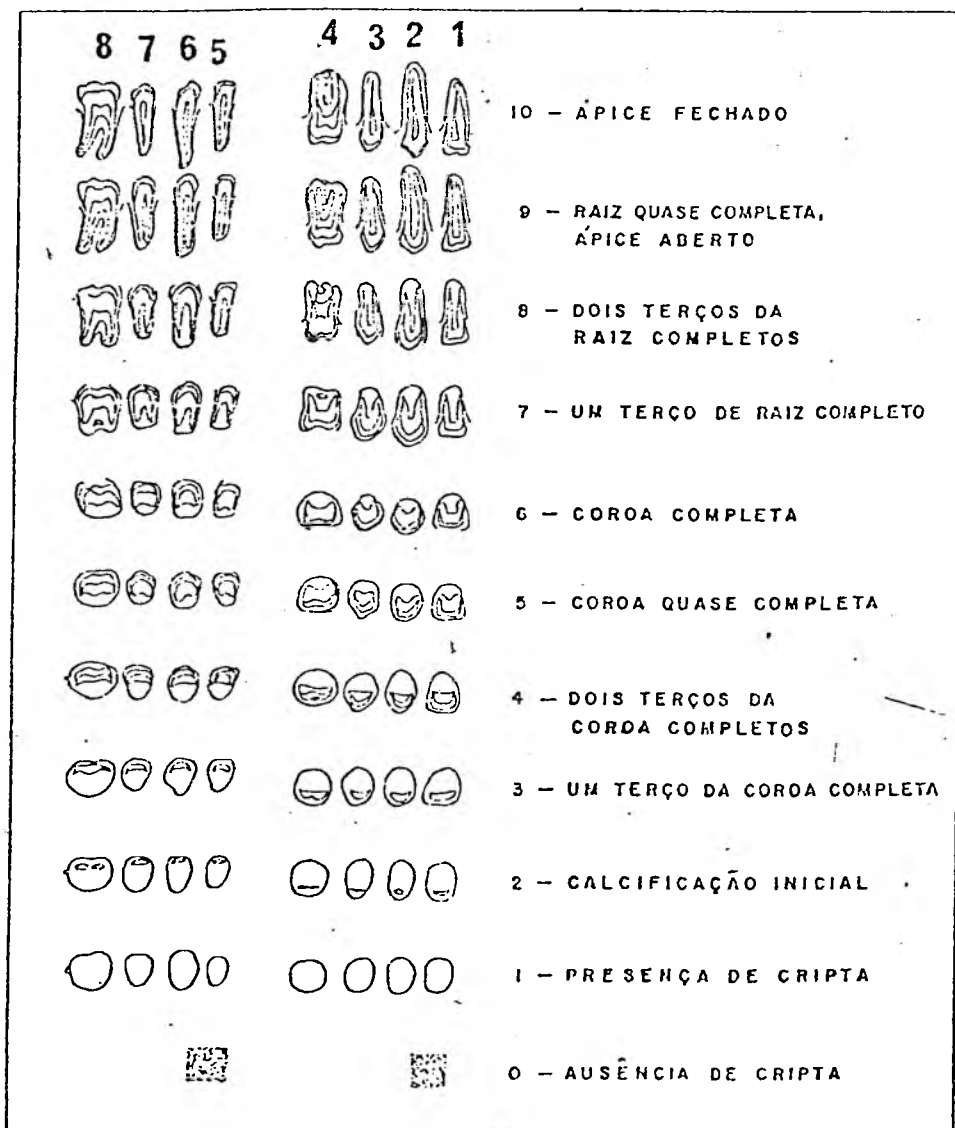 8 7 6 5 4 3 2 1
10 – ÁPICE FECHADO
9 – RAIZ QUASE COMPLETA,
ÁPICE ABERTO
8 – DOIS TERÇOS DA
RAIZ COMPLETOS
7 – UM TERÇO DE RAIZ COMPLETO
6 – COROA COMPLETA
5 – COROA QUASE COMPLETA
4 – DOIS TERÇOS DA
COROA COMPLETOS
3 – UM TERÇO DA COROA COMPLETA
2 – CALCIFICAÇÃO INICIAL
1 – PRESENÇA DE CRIPTA
0 – AUSÊNCIA DE CRIPTA